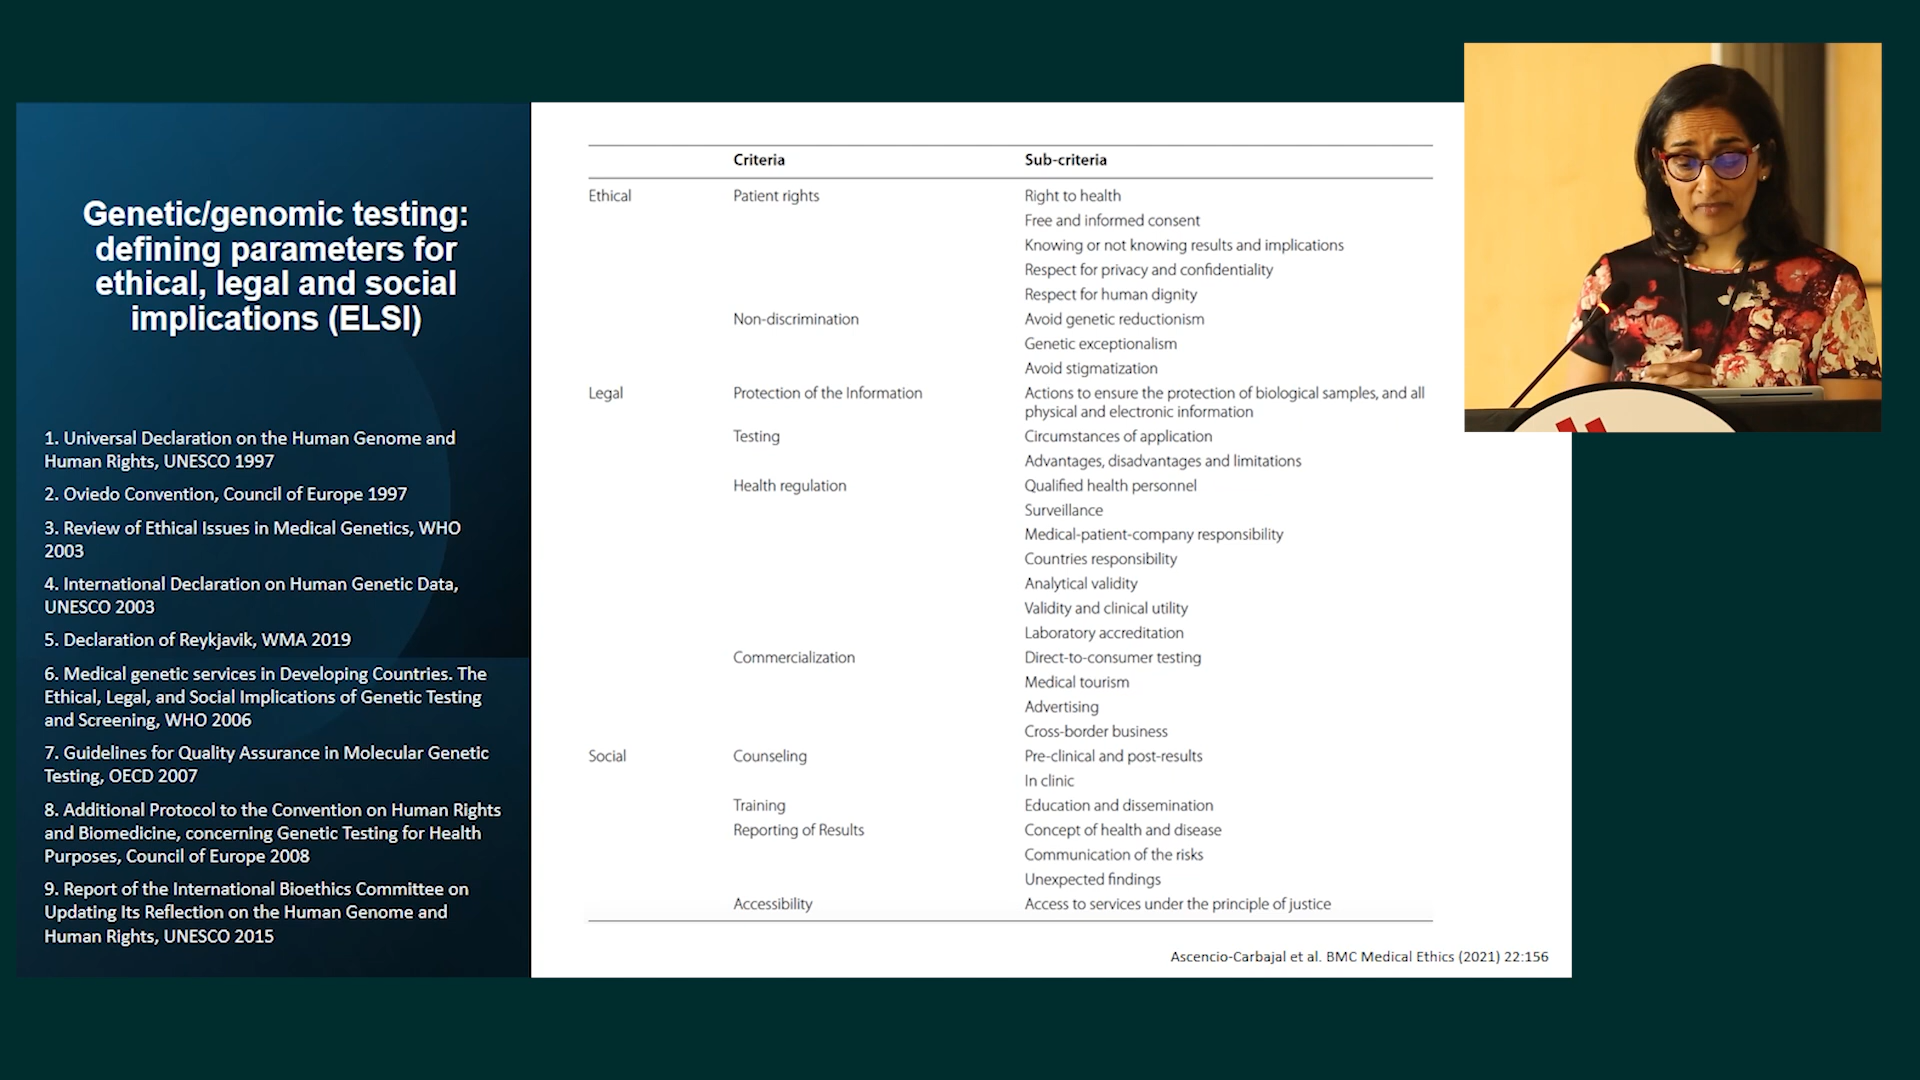 Genetic/genomic testing:
defining parameters for
ethical, legal and social
implications (ELSI)
1. Universal Declaration on the Human Genome and
Human Rights, UNESCO 1997
2. Oviedo Convention, Council of Europe 1997
3. Review of Ethical Issues in Medical Genetics, WHO
2003
4. International Declaration on Human Genetic Data,
UNESCO 2003
5. Declaration of Reykjavik, WMA 2019
6. Medical genetic services in Developing Countries. The
Ethical, Legal, and Social Implications of Genetic Testing
and Screening, WHO 2006
7. Guidelines for Quality Assurance in Molecular Genetic
Testing, OECD 2007
8. Additional Protocol to the Convention on Human Rights
and Biomedicine, concerning Genetic Testing for Health
Purposes, Council of Europe 2008
9. Report of the International Bioethics Committee on
Updating Its Reflection on the Human Genome and
Human Rights, UNESCO 2015
Criteria Sub-criteria
Ethical Patient rights Right to health
Free and informed consent
Knowing or not knowing results and implications
Respect for privacy and confidentiality
Respect for human dignity
Non-discrimination Avoid genetic reductionism
Genetic exceptionalism
Avoid stigmatization
Legal Protection of the Information Actions to ensure the protection of biological samples, and all
physical and electronic information
Testing Circumstances of application
Advantages, disadvantages and limitations
Health regulation Qualified health personnel
Surveillance
Medical-patient-company responsibility
Countries responsibility
Analytical validity
Validity and clinical utility
Laboratory accreditation
Commercialization Direct-to-consumer testing
Medical tourism
Advertising
Cross-border business
Social Counseling Pre-clinical and post-results
In clinic
Training Education and dissemination
Reporting of Results Concept of health and disease
Communication of the risks
Unexpected findings
Accessibility Access to services under the principle of justice
Ascencio-Carbajal et al. BMC Medical Ethics (2021) 22:156